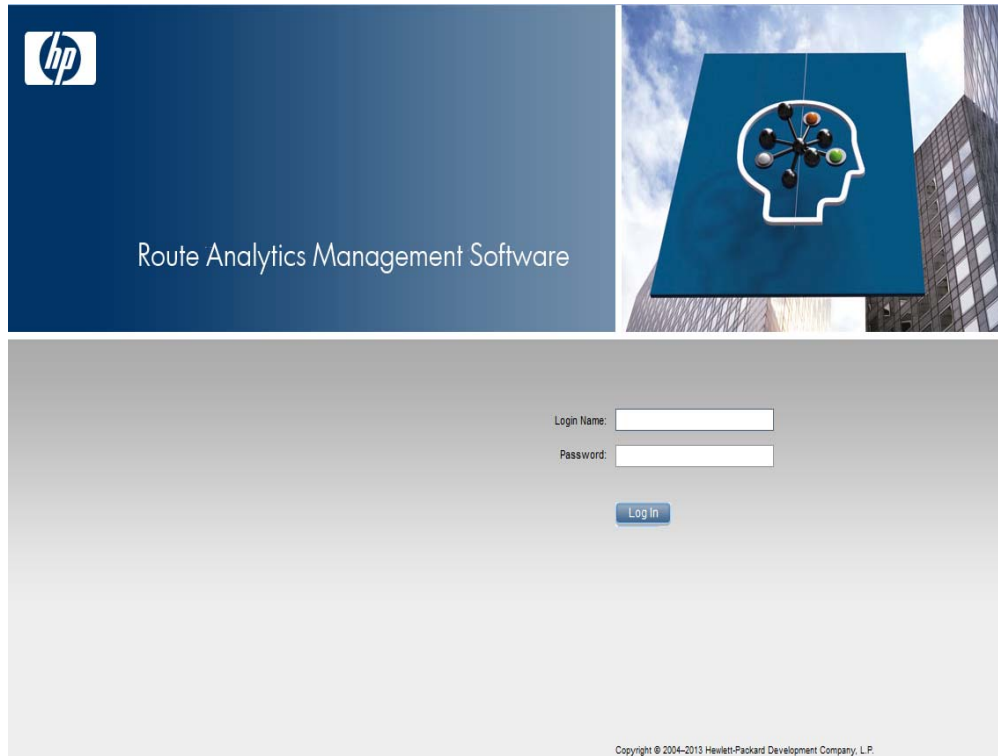 hp
Route Analytics Management Software
Login Name:
Password:
Log In
Copyright © 2004–2013 Hewlett-Packard Development Company, L.P.